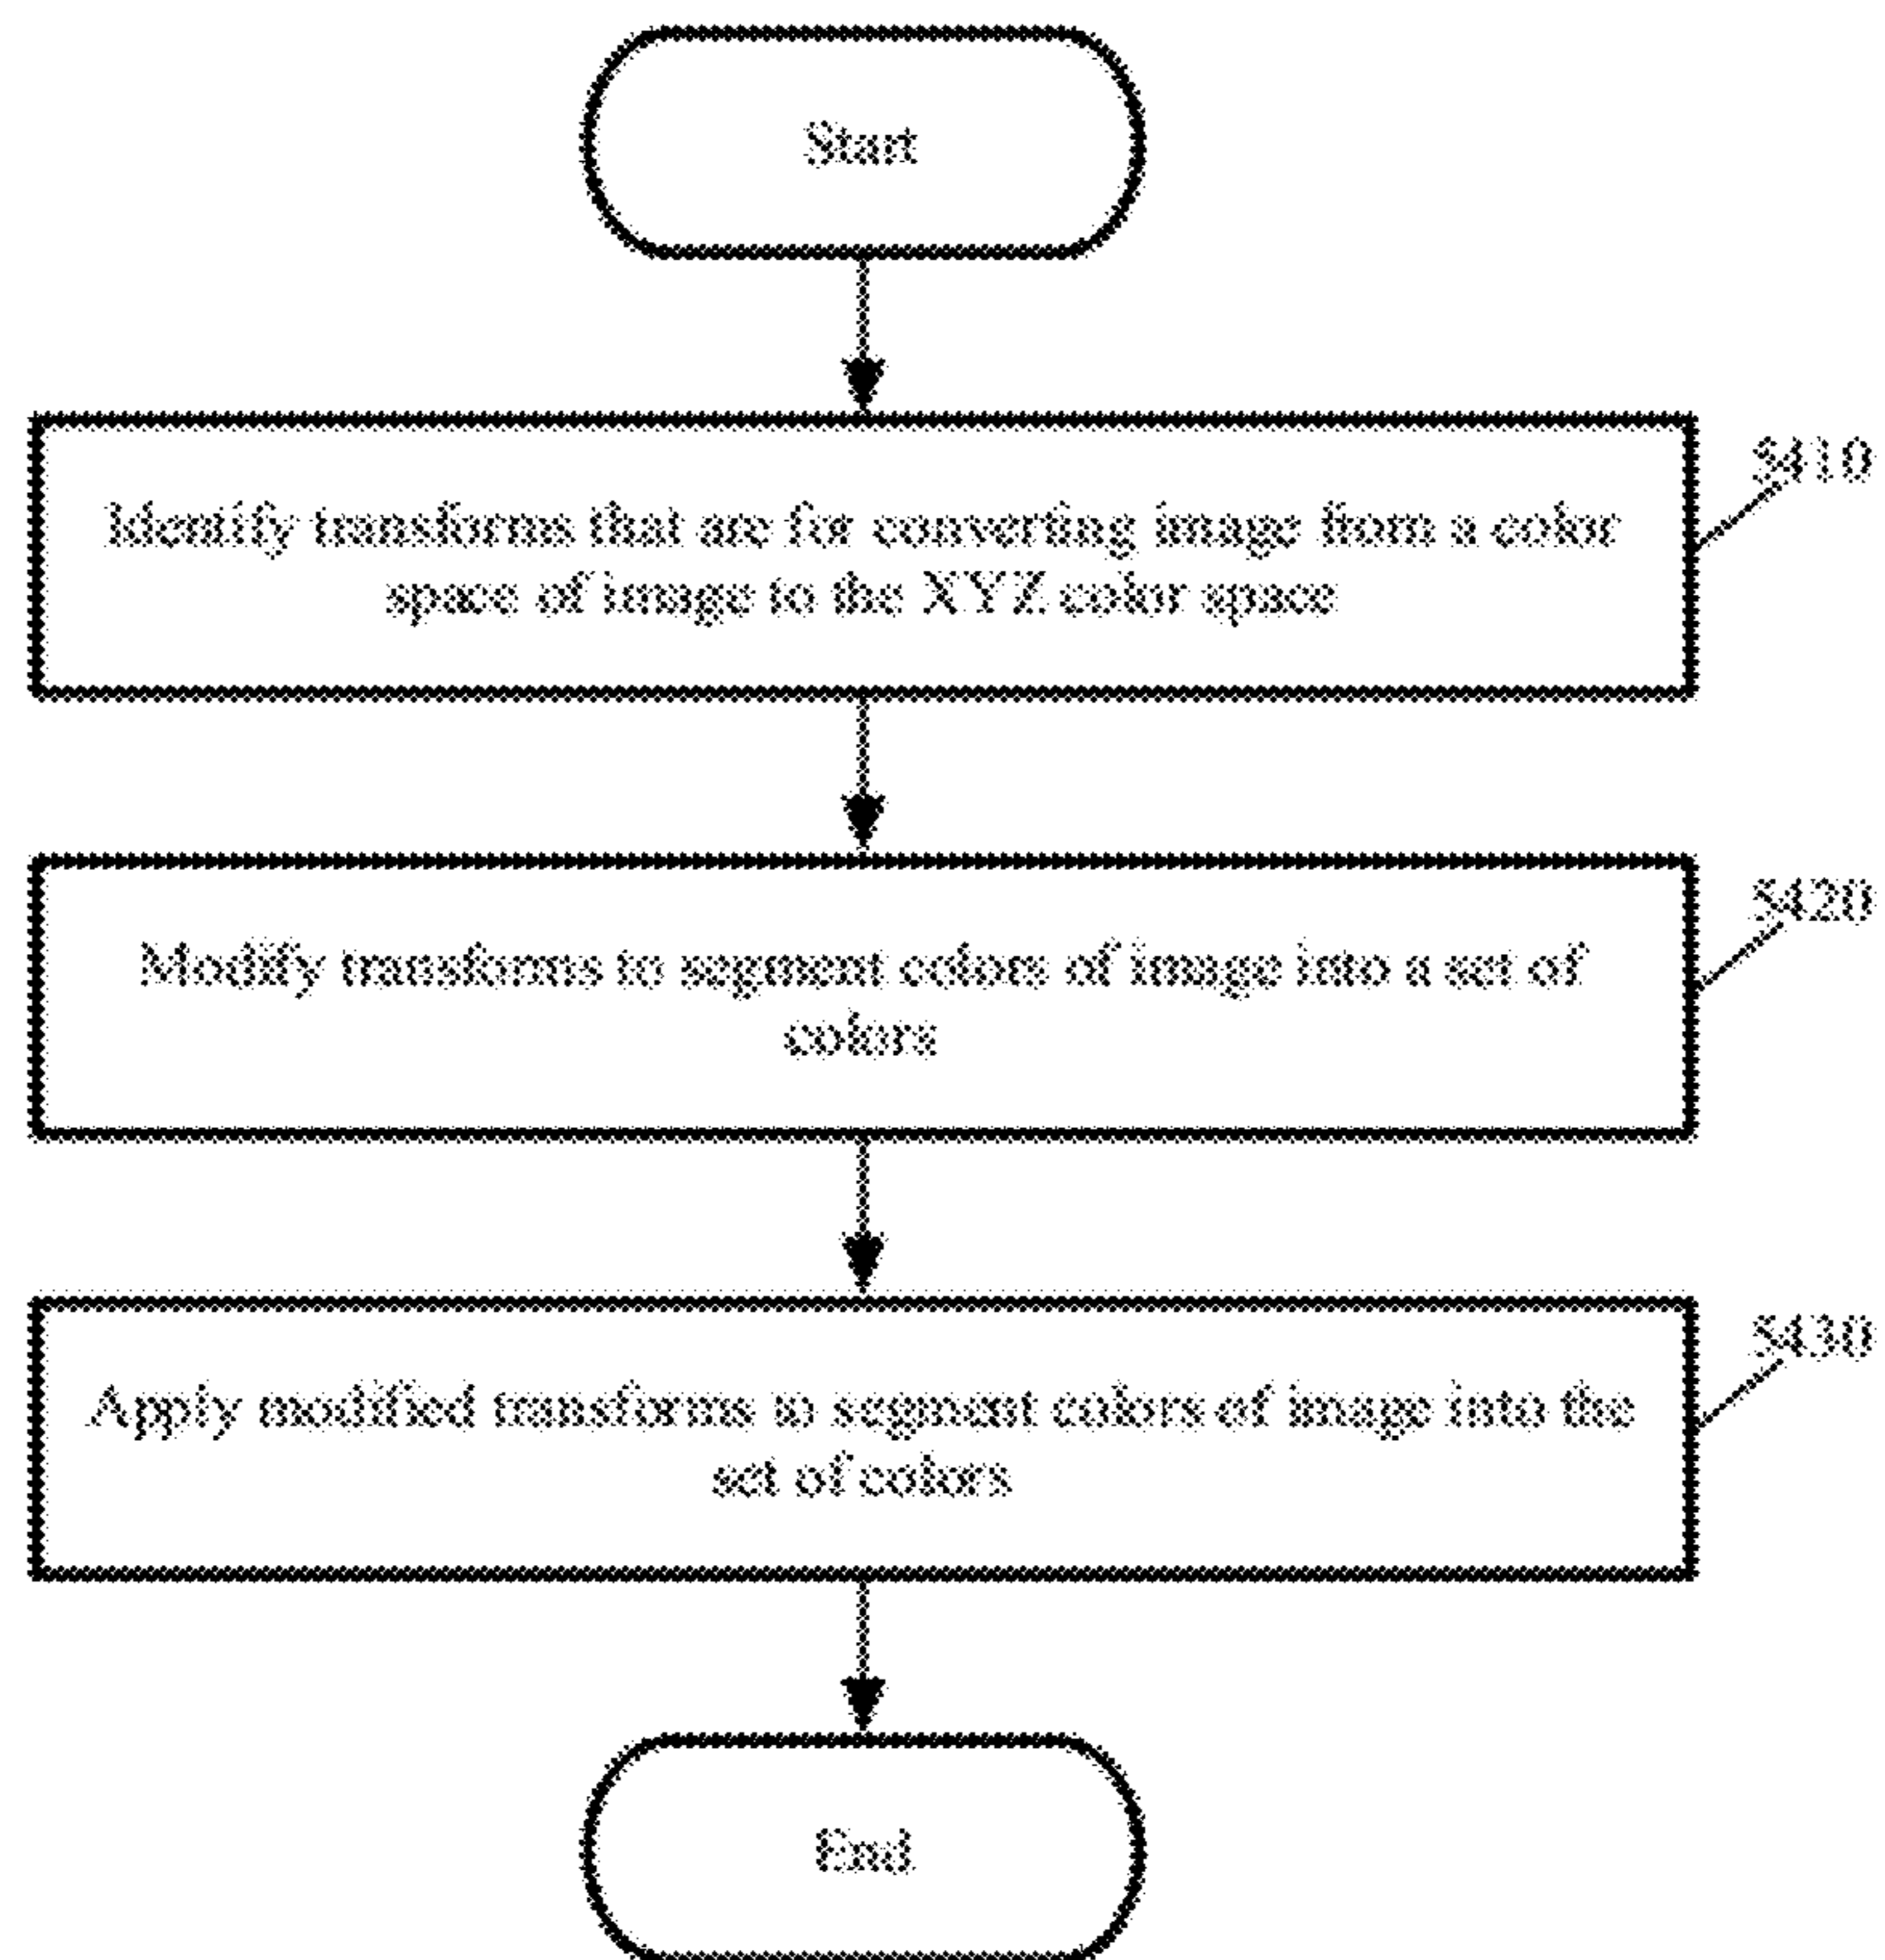 Start
S410
Identify transforms that are for converting image from a color
space of image to the XYZ color space
S420
Modify transforms to segment colors of image into a set of
colors
S430
Apply modified transforms to segment colors of image into the
set of colors
End